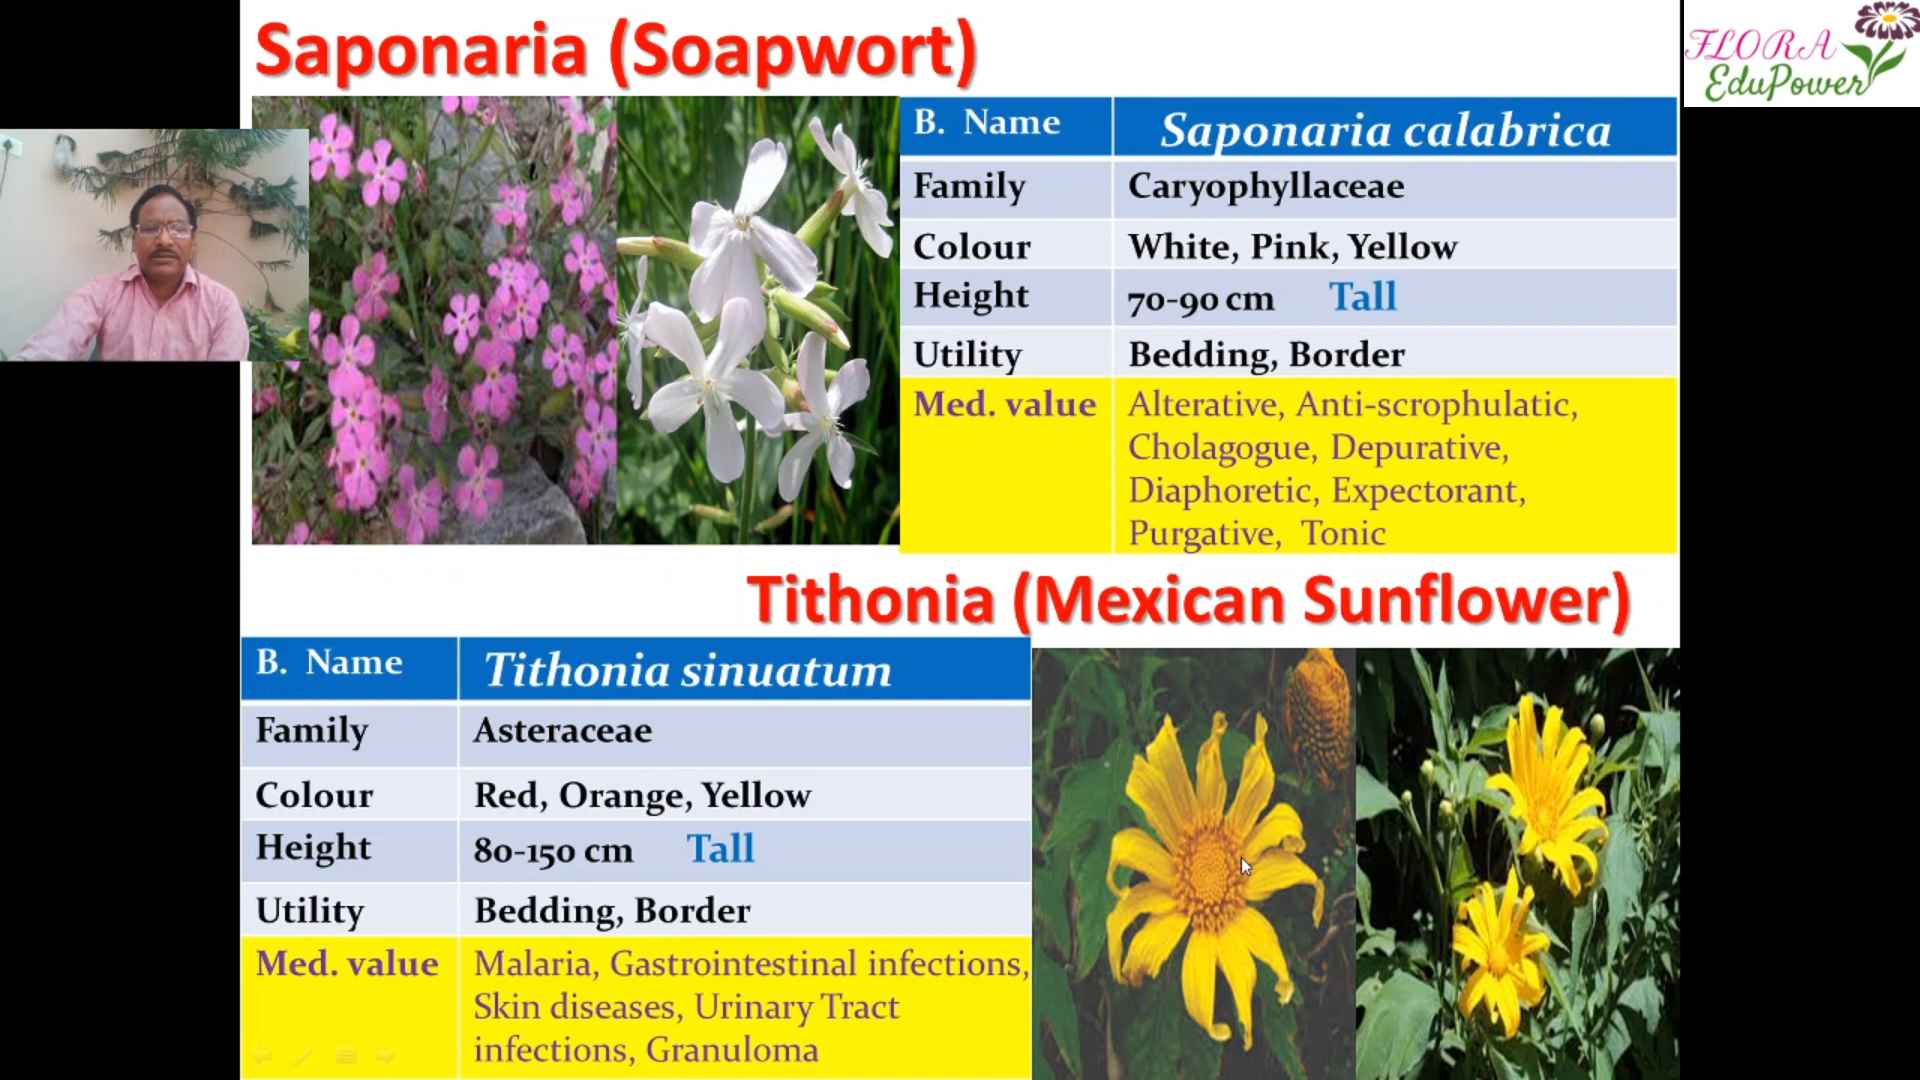 Saponaria (Soapwort)
FLORA
EduPower
B. Name Saponaria calabrica
Family Caryophyllaceae
Colour White, Pink, Yellow
Height 70-90 cm Tall
Utility Bedding, Border
Med. value Alterative, Anti-scrophulatic,
Cholagogue, Depurative,
Diaphoretic, Expectorant,
Purgative, Tonic
Tithonia (Mexican Sunflower)
B. Name Tithonia sinuatum
Family Asteraceae
Colour Red, Orange, Yellow
Height 80-150 cm Tall
Utility Bedding, Border
Med. value Malaria, Gastrointestinal infections,
Skin diseases, Urinary Tract
infections, Granuloma